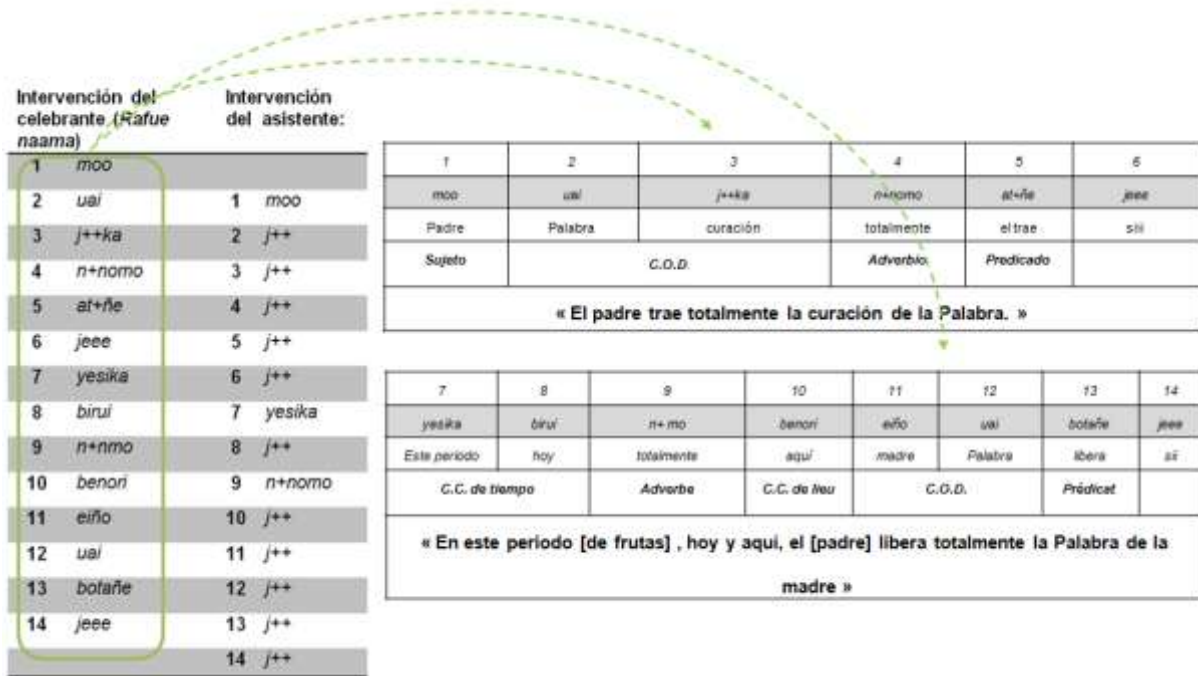 Intervención del celebrante (Rafue naama)
Intervención del asistente:
1 moo
2 uai 1 moo
3 j++ka 2 j++
4 n+nomo 3 j++
5 at+ñe 4 j++
6 jeee 5 j++
7 yesika 6 j++
8 birui 7 yesika
9 n+nmo 8 j++
10 benori 9 n+nomo
11 eiño 10 j++
12 uai 11 j++
13 botañe 12 j++
14 jeee 13 j++
14 j++
1 2 3 4 5 6
moo uai j++ka n+nomo at+ñe jeee
Padre Palabra curación totalmente el trae siii
Sujeto C.O.D. Adverbio Predicado
« El padre trae totalmente la curación de la Palabra. »
7 8 9 10 11 12 13 14
yesika birui n+ mo benori eiño uai botañe jeee
Este periodo hoy totalmente aquí madre Palabra libera sii
C.C. de tiempo Adverbe C.C. de lieu C.O.D. Prédicat
« En este periodo [de frutas] , hoy y aqui, el [padre] libera totalmente la Palabra de la
madre »